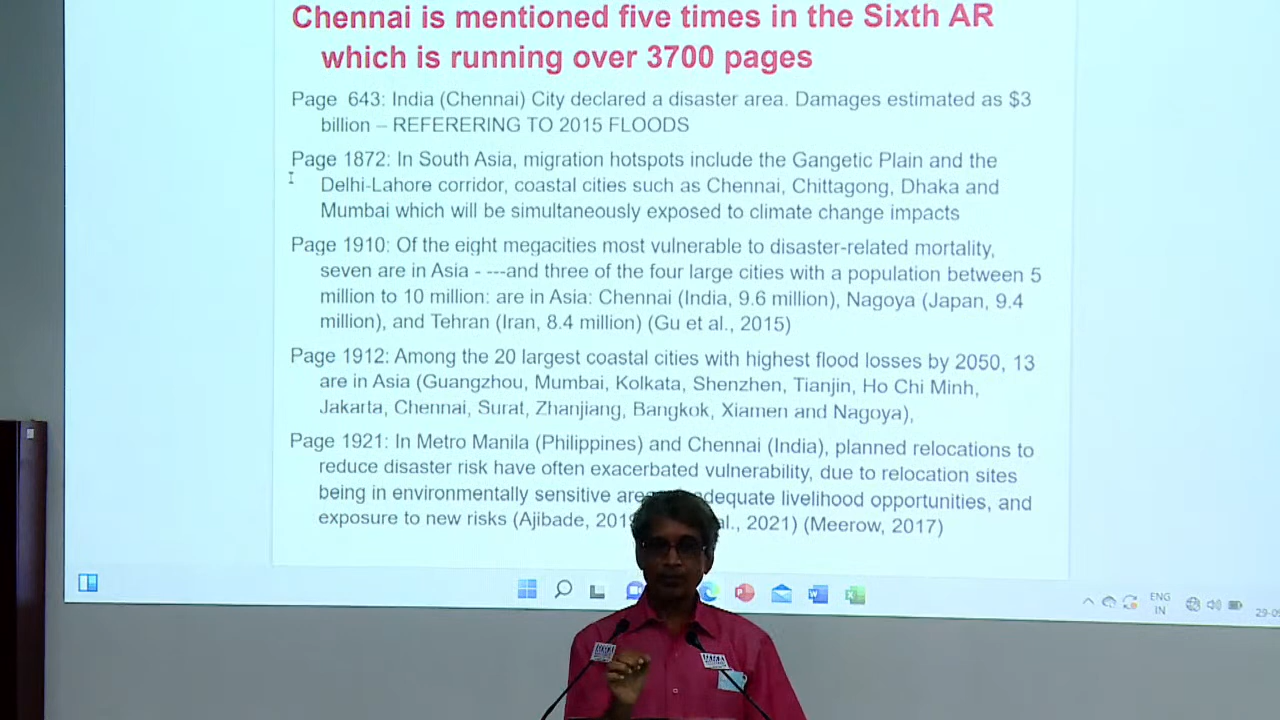 Chennai is mentioned five times in the Sixth AR
which is running over 3700 pages
Page 643: India (Chennai) City declared a disaster area. Damages estimated as $3
billion – REFERERING TO 2015 FLOODS
Page 1872: In South Asia, migration hotspots include the Gangetic Plain and the
Delhi-Lahore corridor, coastal cities such as Chennai, Chittagong, Dhaka and
Mumbai which will be simultaneously exposed to climate change impacts
Page 1910: Of the eight megacities most vulnerable to disaster-related mortality,
seven are in Asia - ---and three of the four large cities with a population between 5
million to 10 million: are in Asia: Chennai (India, 9.6 million), Nagoya (Japan, 9.4
million), and Tehran (Iran, 8.4 million) (Gu et al., 2015)
Page 1912: Among the 20 largest coastal cities with highest flood losses by 2050, 13
are in Asia (Guangzhou, Mumbai, Kolkata, Shenzhen, Tianjin, Ho Chi Minh,
Jakarta, Chennai, Surat, Zhanjiang, Bangkok, Xiamen and Nagoya),
Page 1921: In Metro Manila (Philippines) and Chennai (India), planned relocations to
reduce disaster risk have often exacerbated vulnerability, due to relocation sites
being in environmentally sensitive livelihood opportunities, and
exposure to new risks (Ajibade, al., 2021) (Meerow, 2017)
ENG
IN